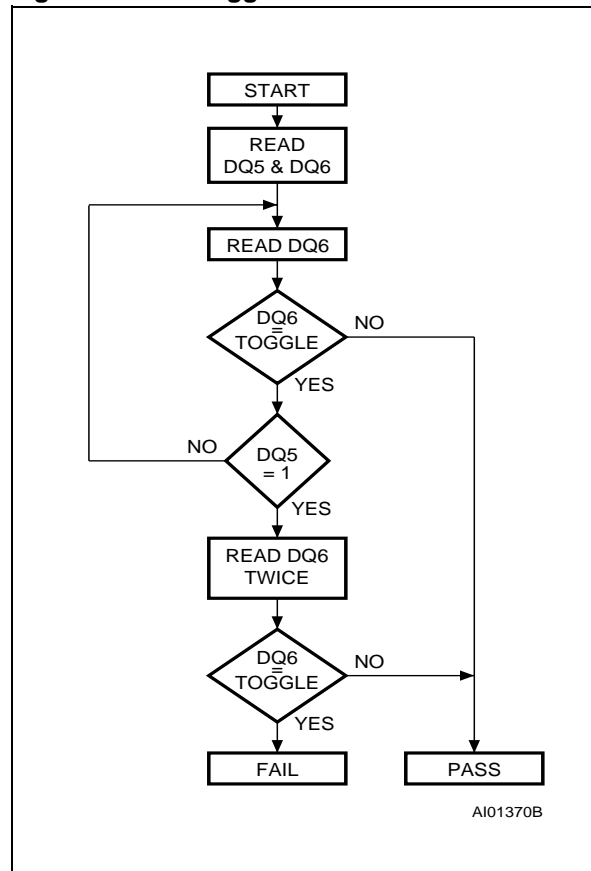 START
READ
DQ5 & DQ6
READ DQ6
DQ6
=
TOGGLE
NO
YES
NO
DQ5
= 1
YES
READ DQ6
TWICE
DQ6
=
TOGGLE
NO
YES
FAIL
PASS
AI01370B